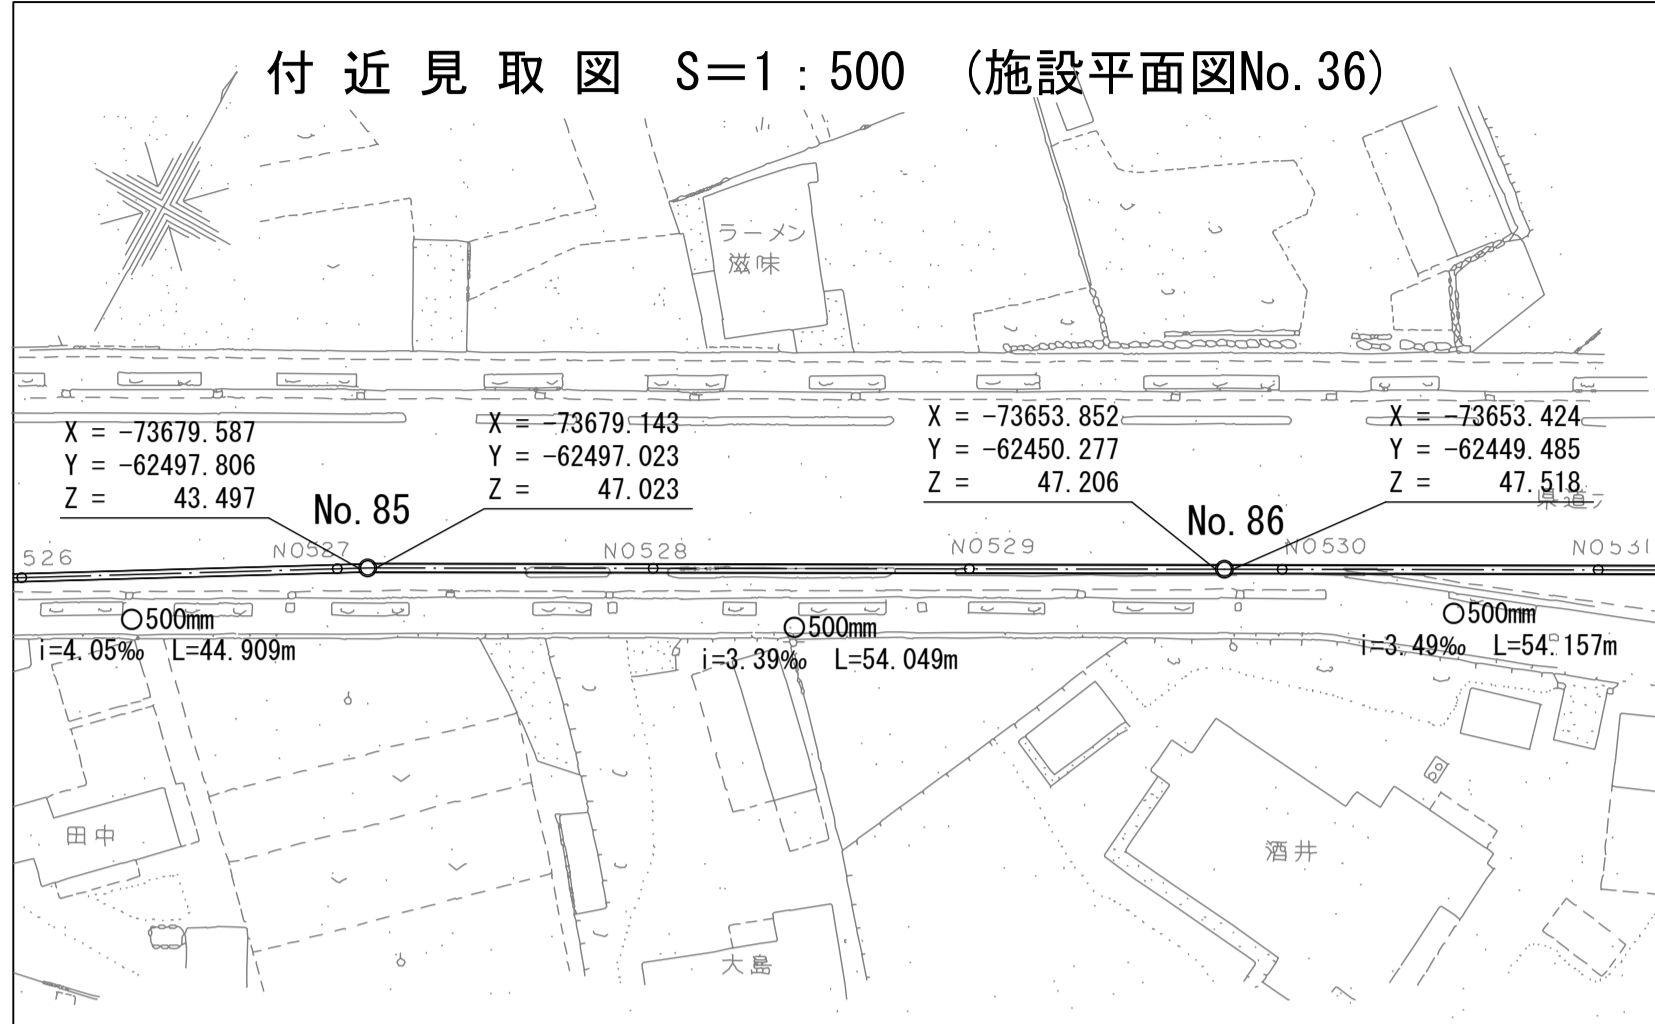 付近見取図 S=1:500 (施設平面図No.36)
ラーメン
滋味
X = -73679.587
Y = -62497.806
Z = 43.497
No.85
X = -73679.143
Y = -62497.023
Z = 47.023
X = -73653.852
Y = -62450.277
Z = 47.206
No.86
X = -73653.424
Y = -62449.485
Z = 47.518
県道
526
NO527
NO528
NO529
NO530
NO531
○500mm
i=4.05‰ L=44.909m
○500mm
i=3.39‰ L=54.049m
○500mm
i=3.49‰ L=54.157m
田中
酒井
大島